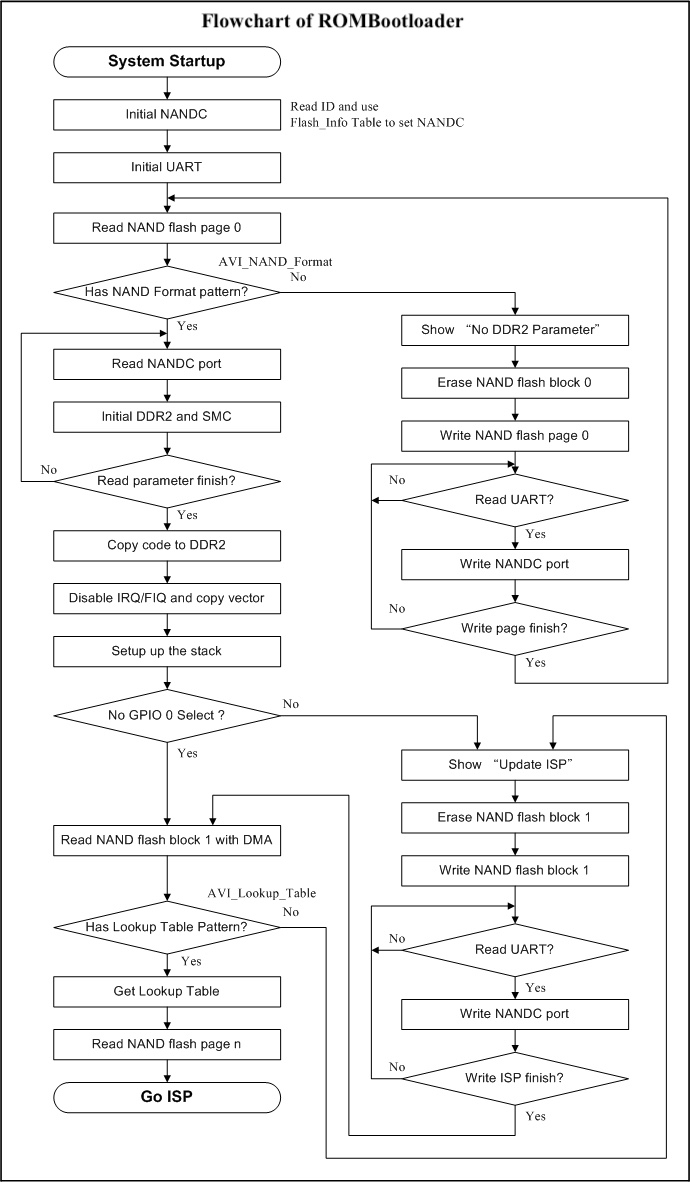 Flowchart of ROMBootloader
System Startup
Initial NANDC
Read ID and use
Flash_Info Table to set NANDC
Initial UART
Read NAND flash page 0
AVI_NAND_Format
No
Has NAND Format pattern?
Yes
Read NANDC port
Initial DDR2 and SMC
No
Read parameter finish?
Yes
Copy code to DDR2
Disable IRQ/FIQ and copy vector
Setup up the stack
No GPIO 0 Select ?
No
Yes
Read NAND flash block 1 with DMA
AVI_Lookup_Table
No
Has Lookup Table Pattern?
Yes
Get Lookup Table
Read NAND flash page n
Go ISP
Show “No DDR2 Parameter”
Erase NAND flash block 0
Write NAND flash page 0
No
Read UART?
Yes
Write NANDC port
No
Write page finish?
Yes
Show “Update ISP”
Erase NAND flash block 1
Write NAND flash block 1
No
Read UART?
Yes
Write NANDC port
No
Write ISP finish?
Yes